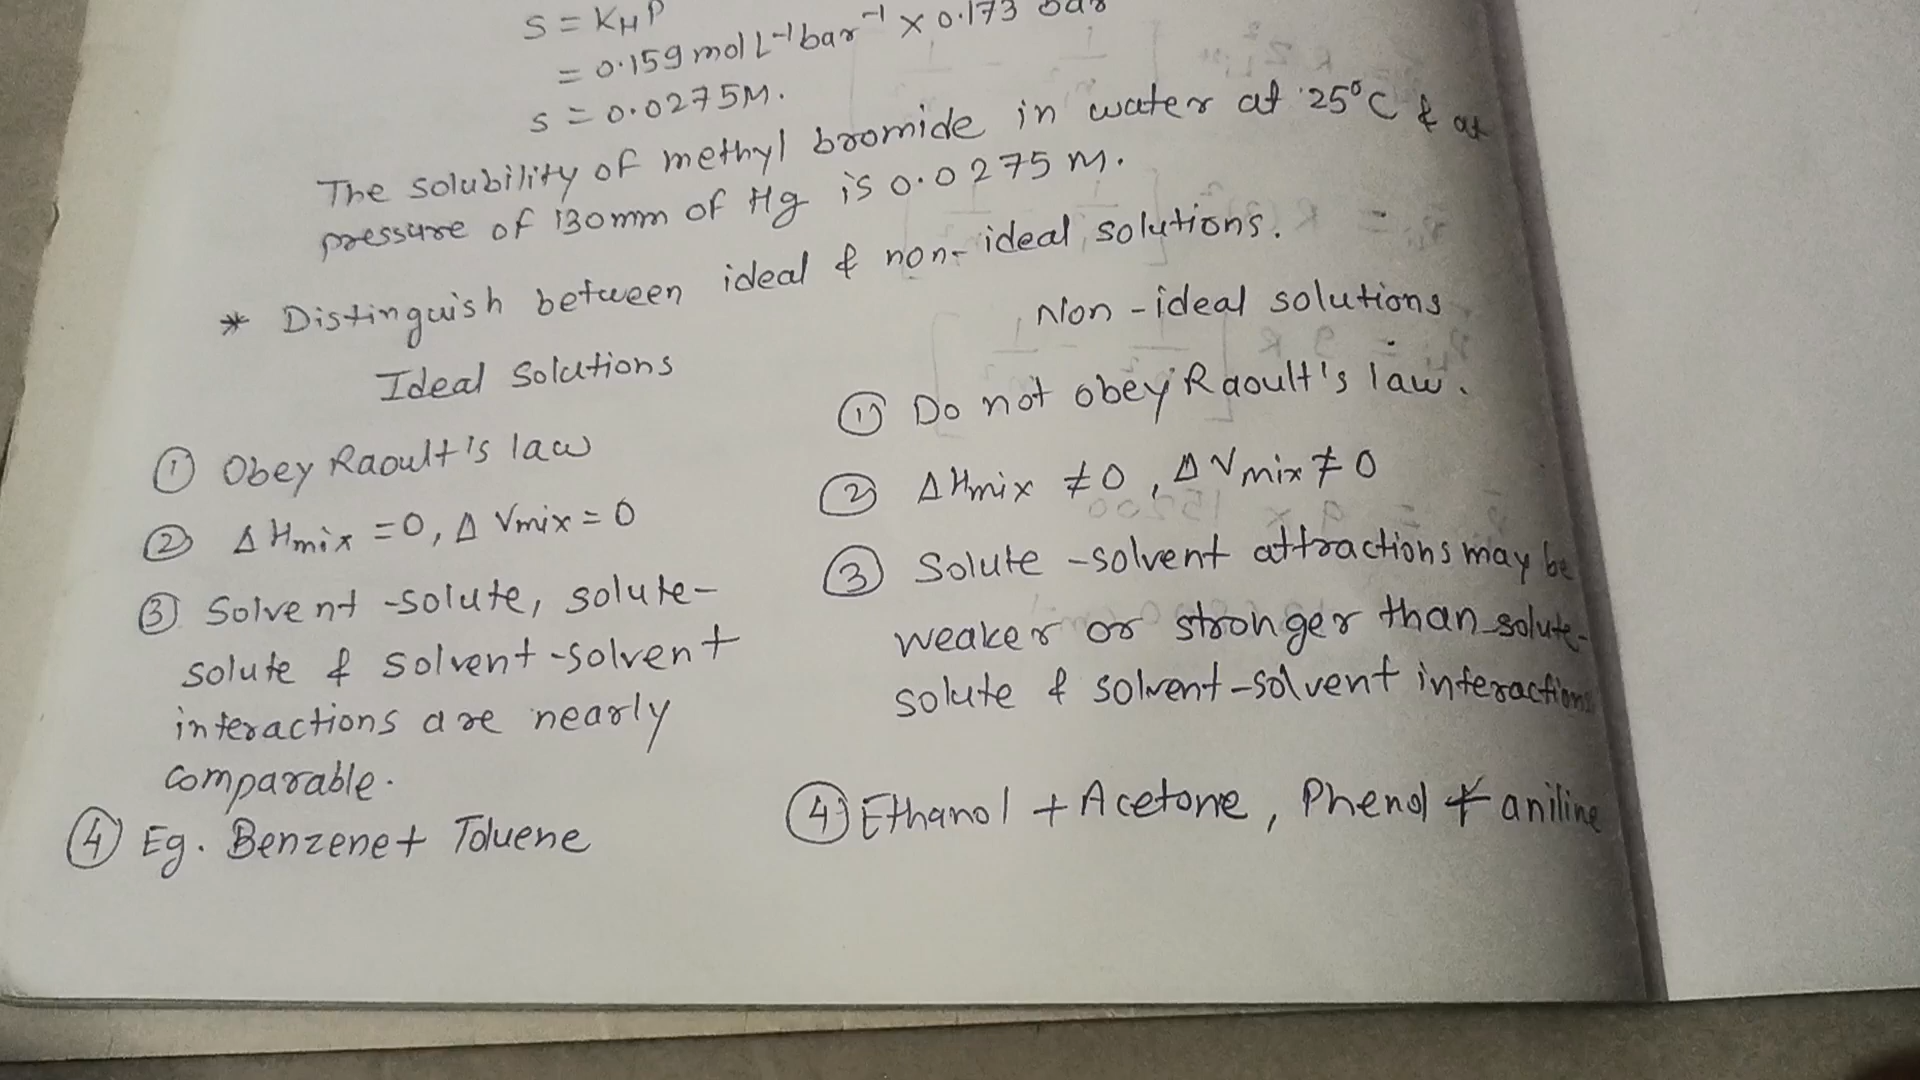 S = KHP
= 0.159 mol L⁻¹ bar⁻¹ × 0.173 bar
S = 0.0275M.
The solubility of methyl bromide in water at 25°C & at
pressure of 130mm of Hg is 0.0275 M.
* Distinguish between ideal & non-ideal solutions.
Ideal Solutions
① Obey Raoult's law
② ΔHmix = 0, Δ Vmix = 0
③ Solvent -solute, solute-
solute & solvent-solvent
interactions are nearly
comparable.
④ Eg. Benzene + Toluene
Non-ideal solutions
① Do not obey Raoult's law.
② ΔHmix ≠ 0, ΔVmix ≠ 0
③ Solute -solvent attractions may be
weaker or stronger than solute-
solute & solvent-solvent interactions
④ Ethanol + Acetone, Phenol + aniline